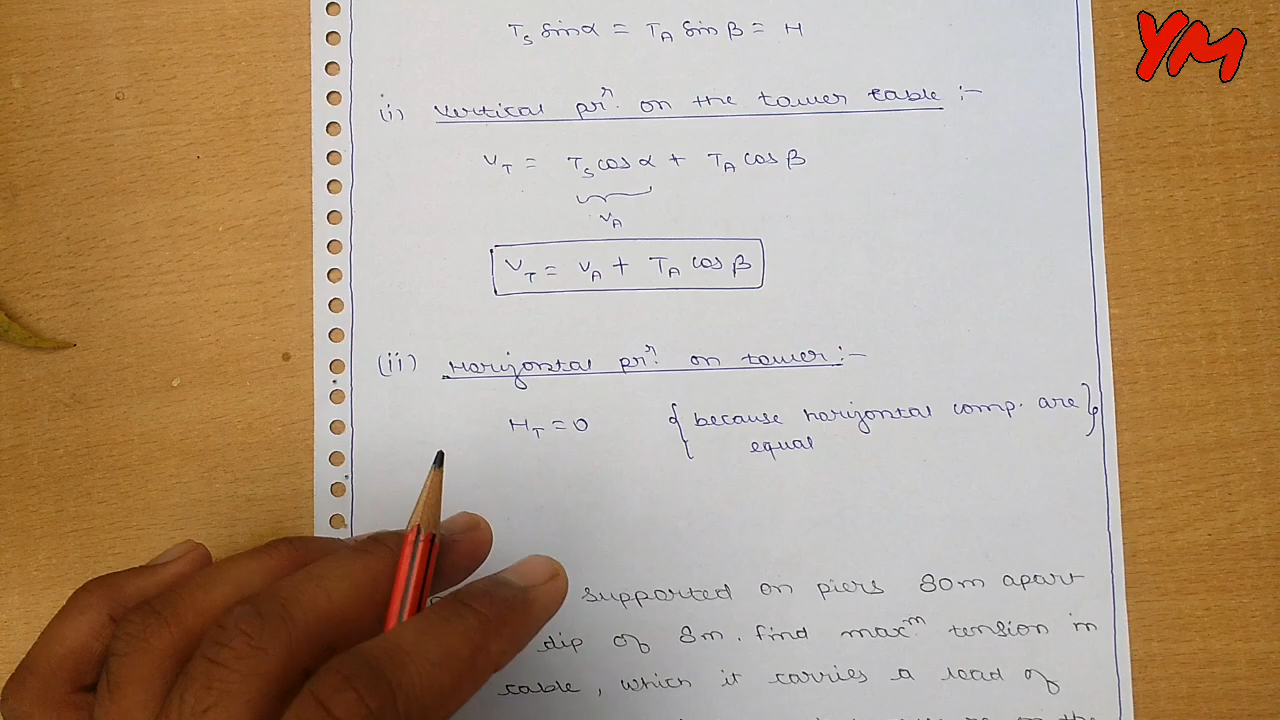 YM
T_S sin α = T_A sin β = H
(i) Vertical prⁿ. on the tower cable :-
V_T = T_S cos α + T_A cos β
V_A
V_T = V_A + T_A cos β
(ii) Horizontal prⁿ. on tower :-
H_T = 0 { because horizontal comp. are }
equal
supported on piers 80m apart
dip of 8m. Find maxᵐ. tension in
cable, which it carries a load of